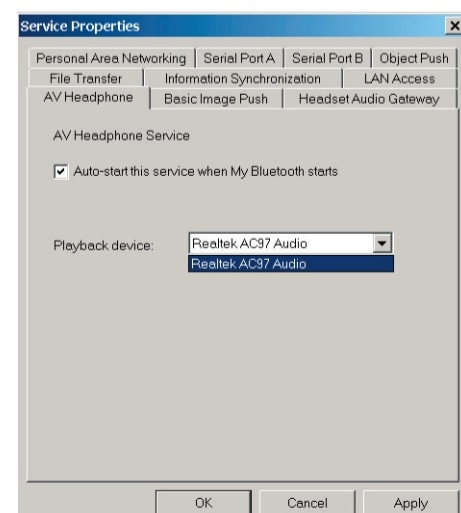 Service Properties
Personal Area Networking Serial Port A Serial Port B Object Push
File Transfer Information Synchronization LAN Access
AV Headphone Basic Image Push Headset Audio Gateway
AV Headphone Service
Auto-start this service when My Bluetooth starts
Playback device: Realtek AC97 Audio
Realtek AC97 Audio
OK Cancel Apply